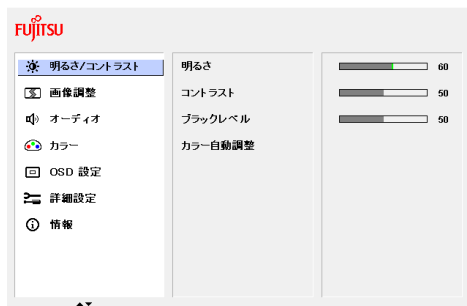 FUJITSU
明るさ/コントラスト
画像調整
オーディオ
カラー
OSD 設定
詳細設定
情報
明るさ
コントラスト
ブラックレベル
カラー自動調整
60
50
50